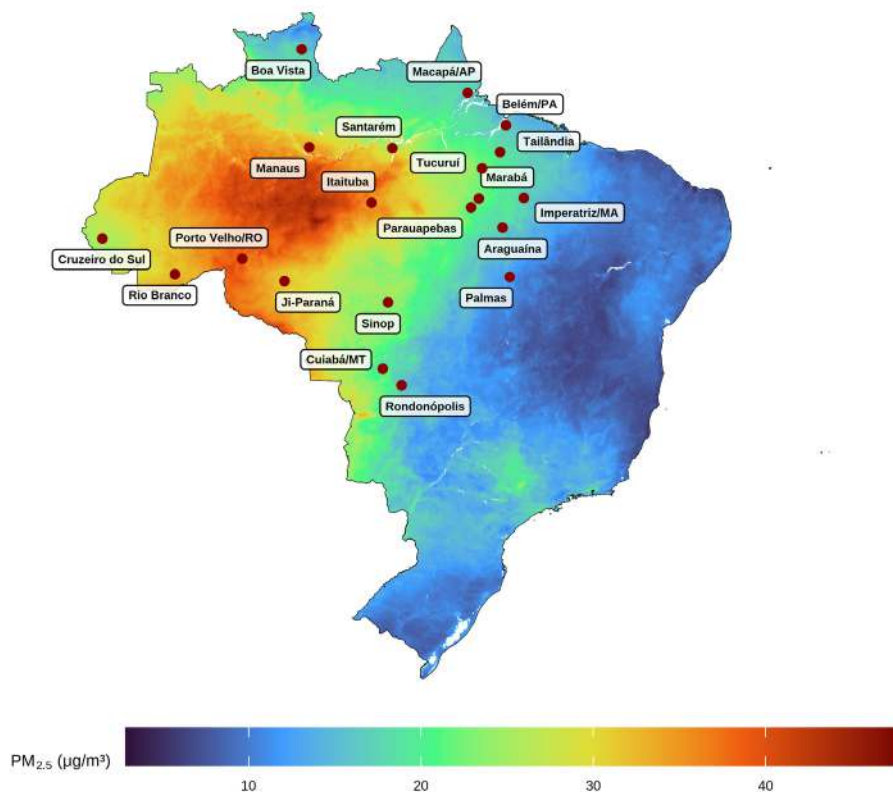 Boa Vista
Macapá/AP
Belém/PA
Santarém
Tailândia
Tucuruí
Manaus
Marabá
Itaituba
Imperatriz/MA
Parauapebas
Porto Velho/RO
Araguaína
Cruzeiro do Sul
Palmas
Rio Branco
Ji-Paraná
Sinop
Cuiabá/MT
Rondonópolis
PM2.5 (µg/m³)
10 20 30 40